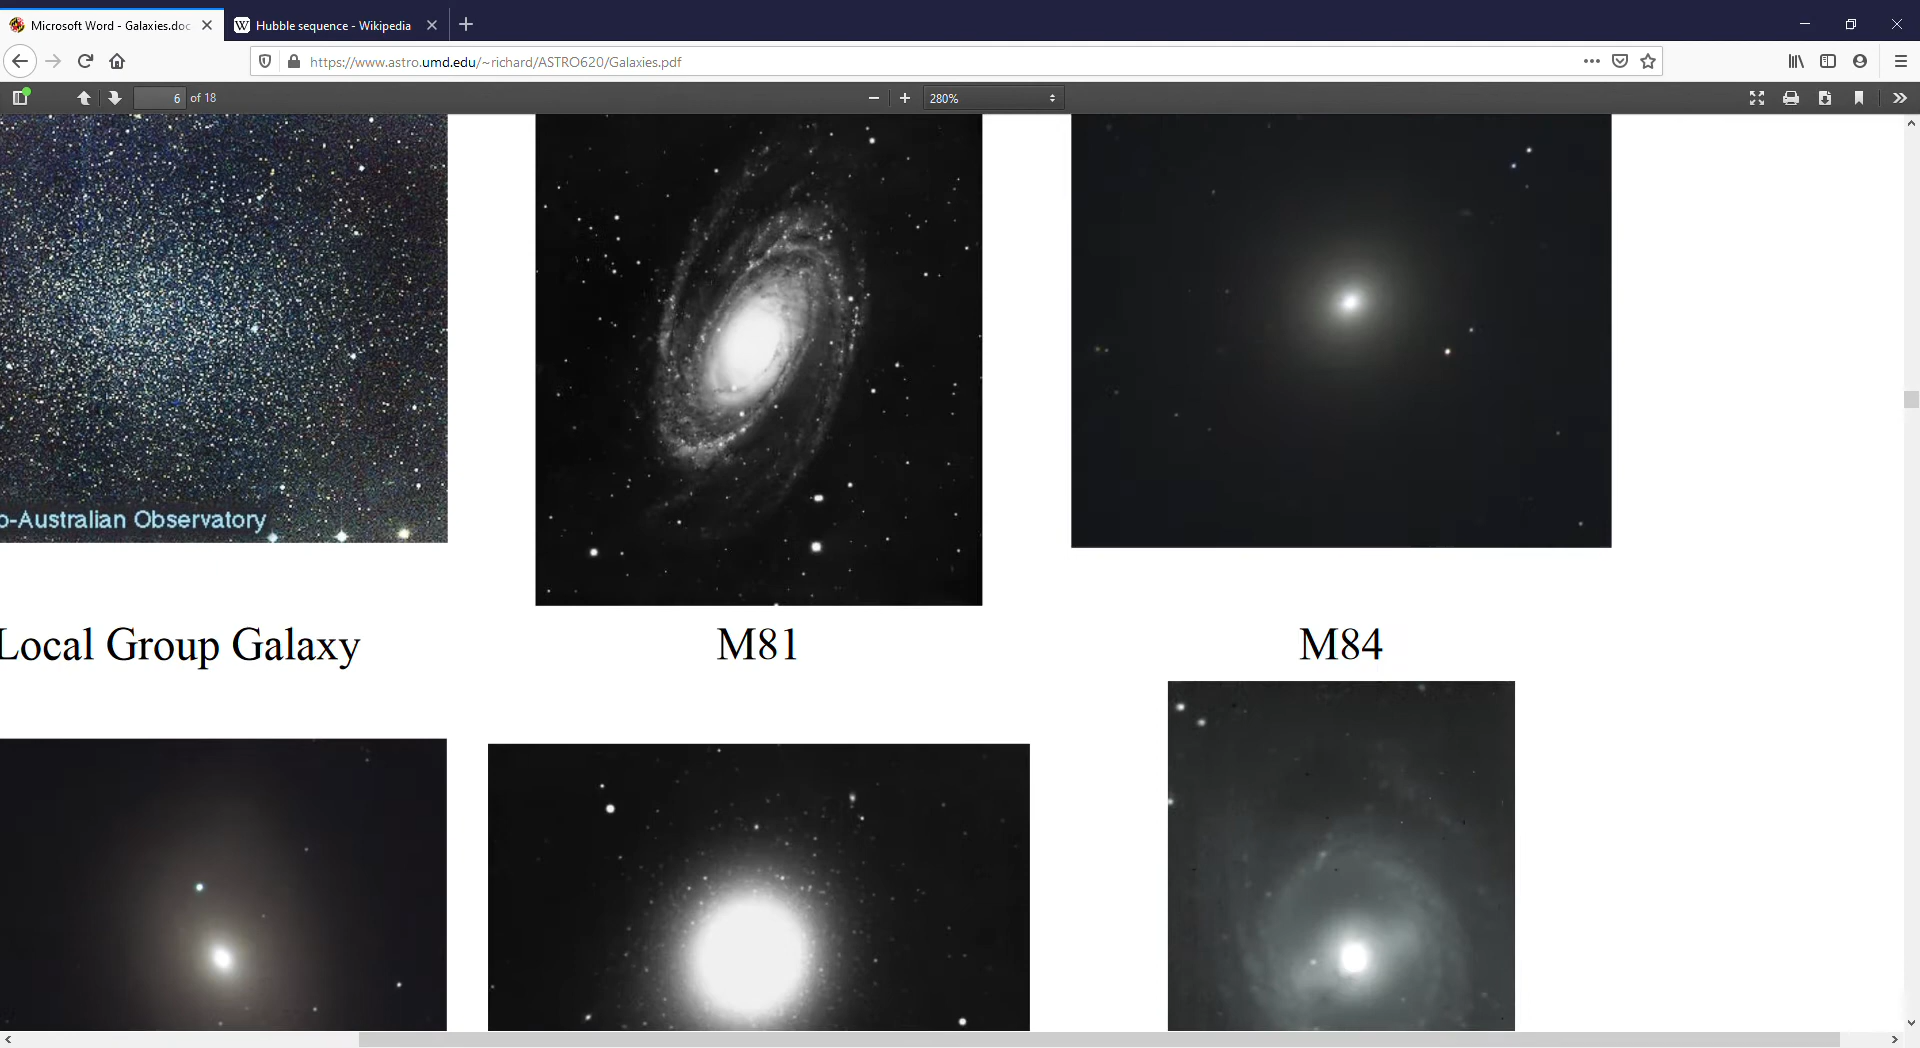 Microsoft Word - Galaxies.doc
Hubble sequence - Wikipedia
https://www.astro.umd.edu/~richard/ASTRO620/Galaxies.pdf
6 of 18
280%
o-Australian Observatory
Local Group Galaxy
M81
M84